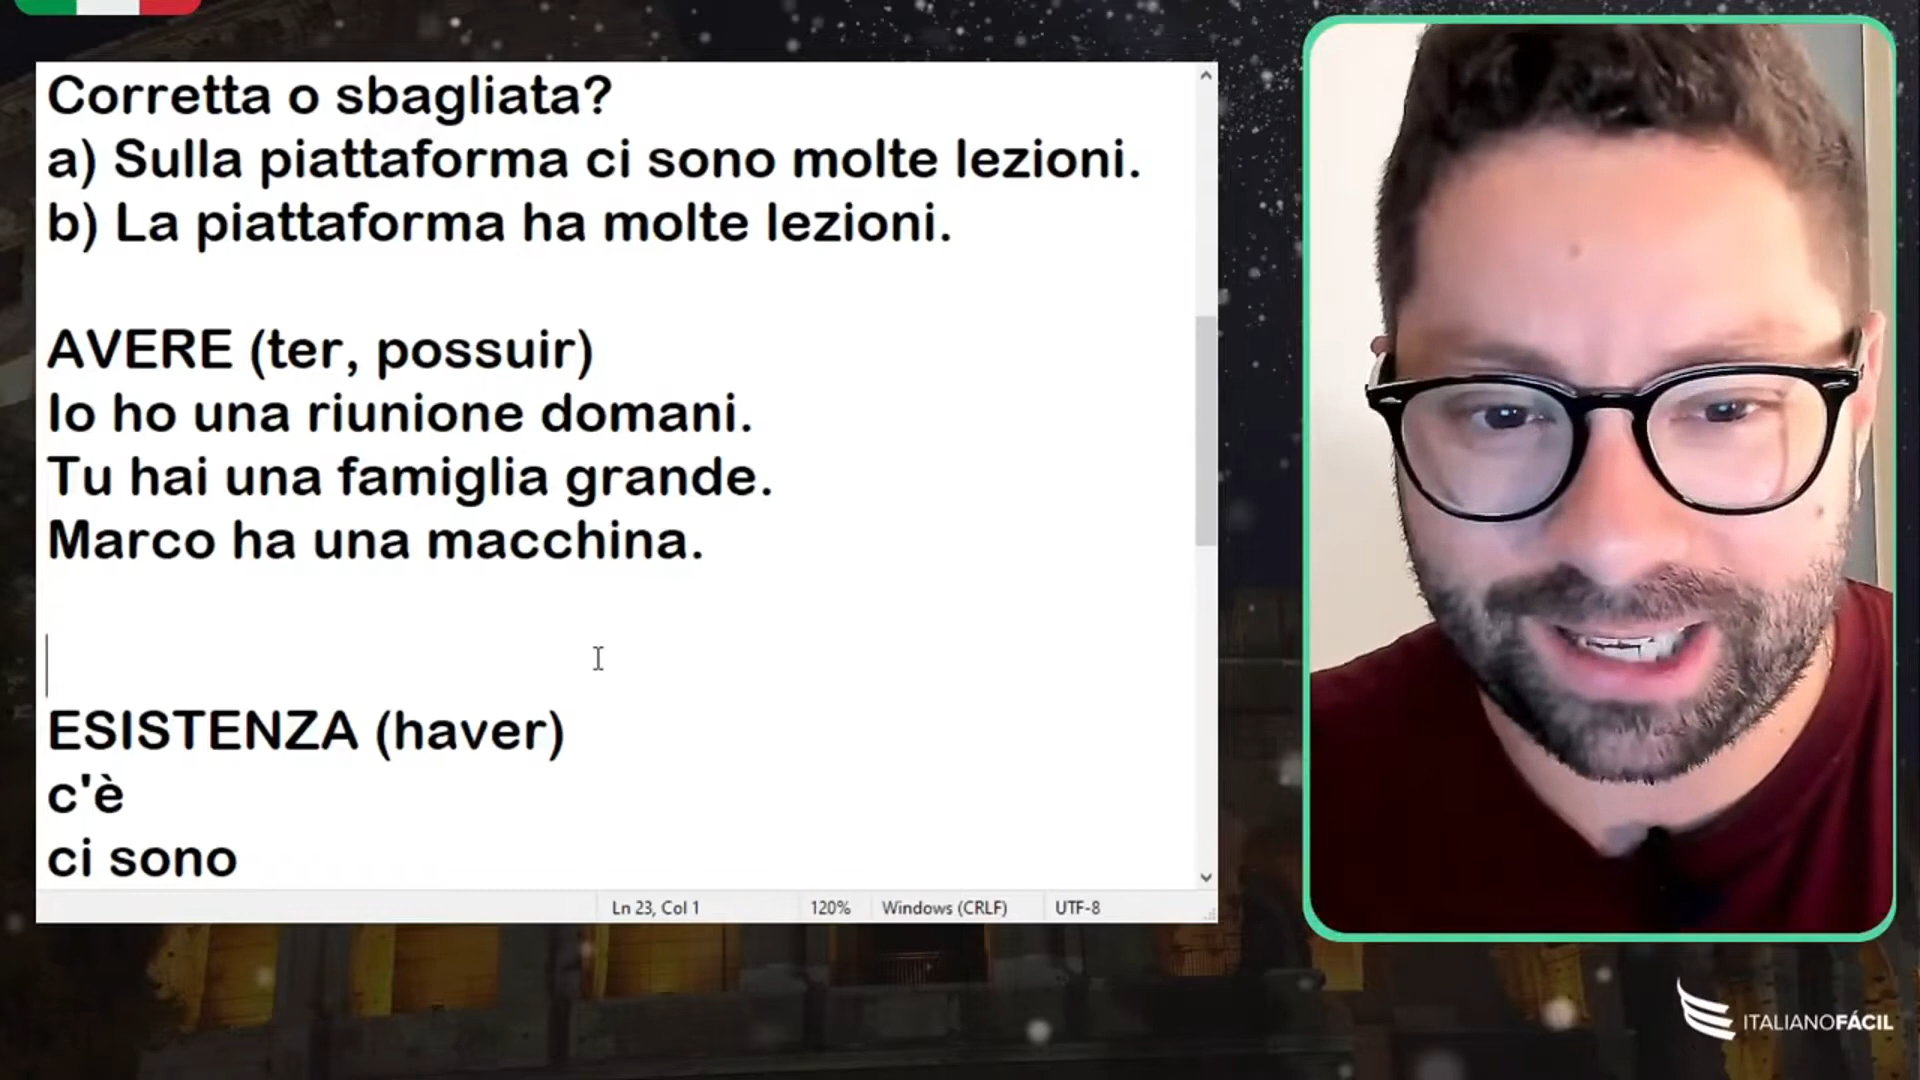 Corretta o sbagliata?
a) Sulla piattaforma ci sono molte lezioni.
b) La piattaforma ha molte lezioni.
AVERE (ter, possuir)
Io ho una riunione domani.
Tu hai una famiglia grande.
Marco ha una macchina.
ESISTENZA (haver)
c'è
ci sono
Ln 23, Col 1 120% Windows (CRLF) UTF-8
ITALIANOFÁCIL